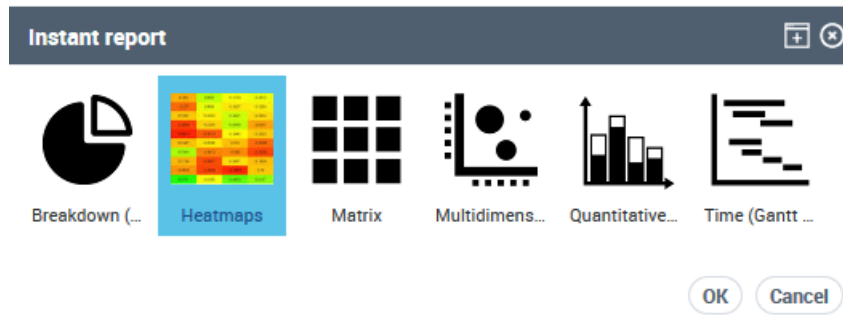 Instant report
Breakdown (...
Heatmaps
Matrix
Multidimens...
Quantitative...
Time (Gantt ...
OK
Cancel